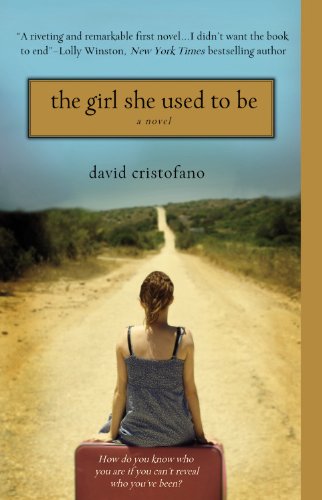 "A riveting and remarkable first novel...I didn't want the book
to end"–Lolly Winston, New York Times bestselling author
the girl she used to be
a novel
david cristofano
How do you know who
you are if you can't reveal
who you've been?